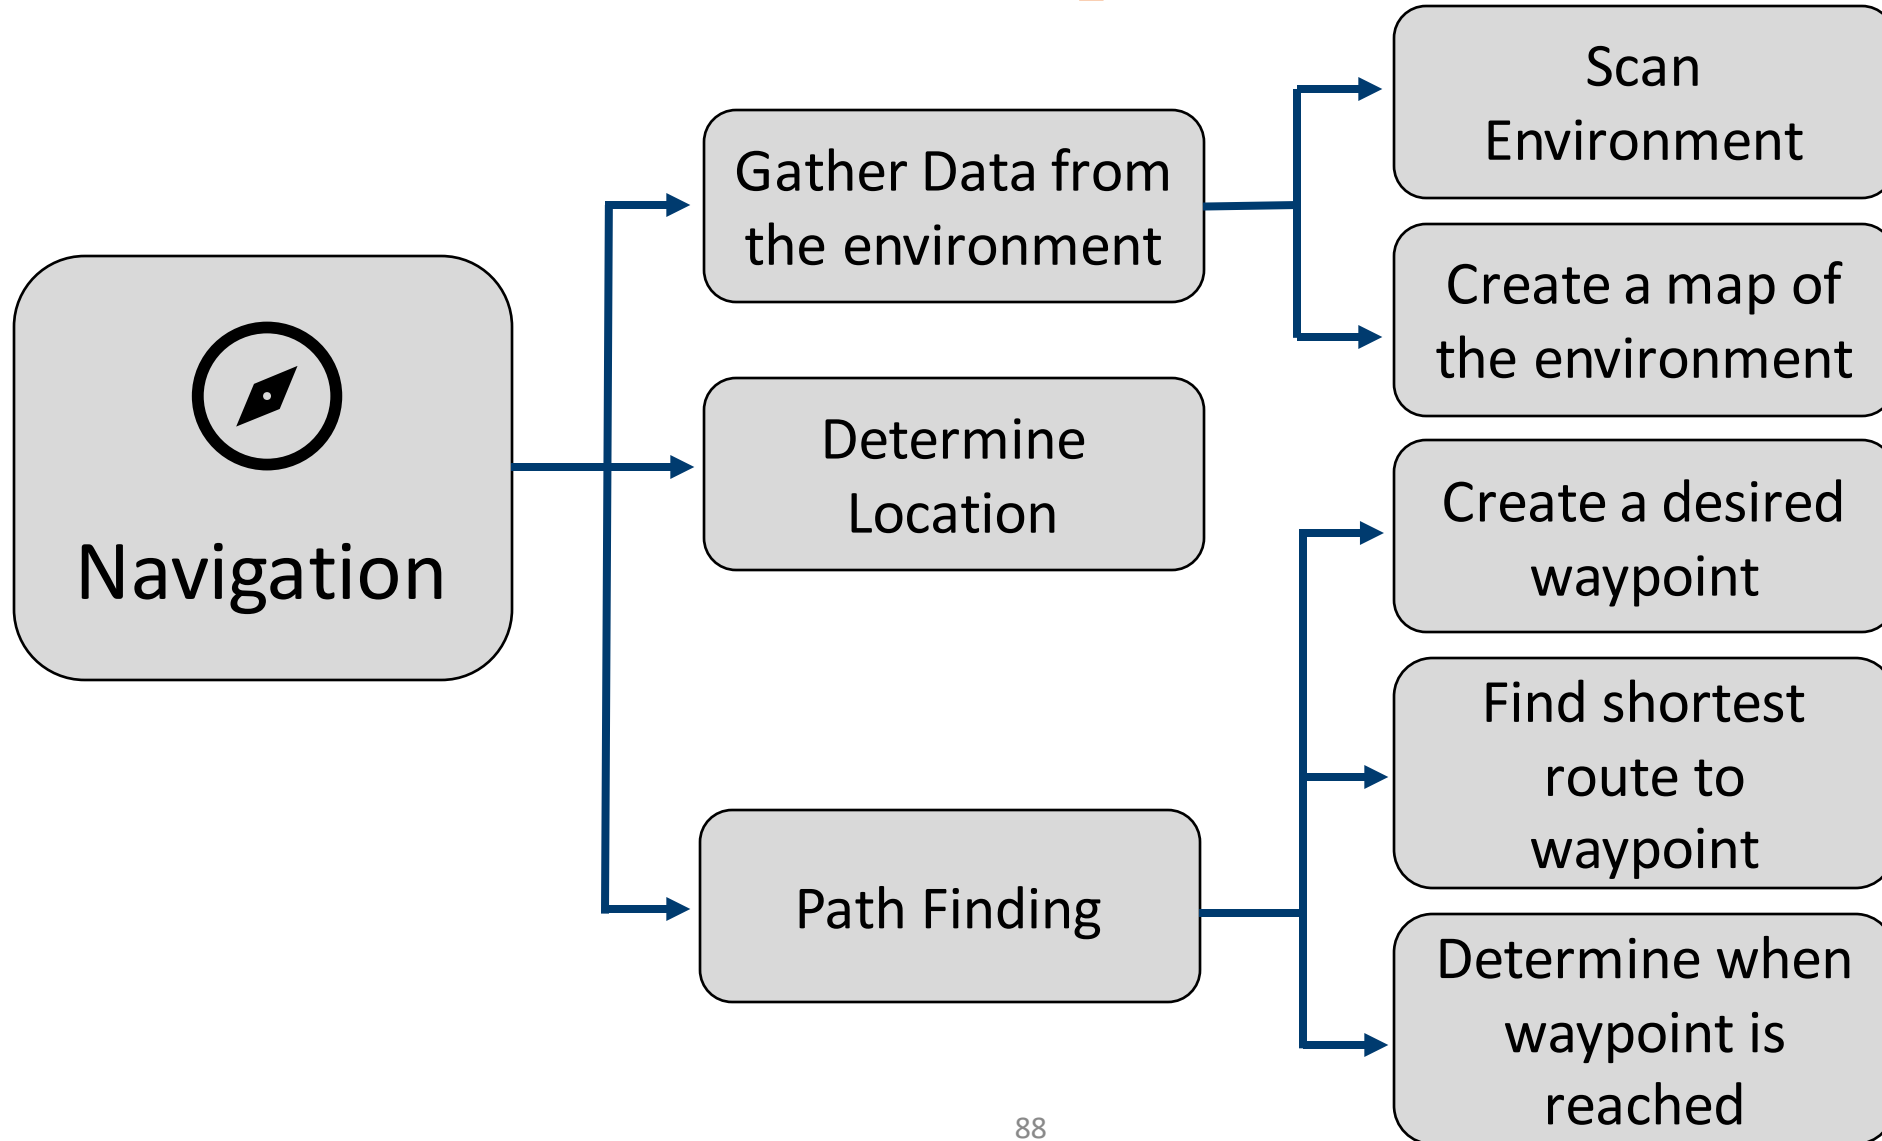 Navigation
Gather Data from
the environment
Determine
Location
Path Finding
Scan
Environment
Create a map of
the environment
Create a desired
waypoint
Find shortest
route to
waypoint
Determine when
waypoint is
reached
88